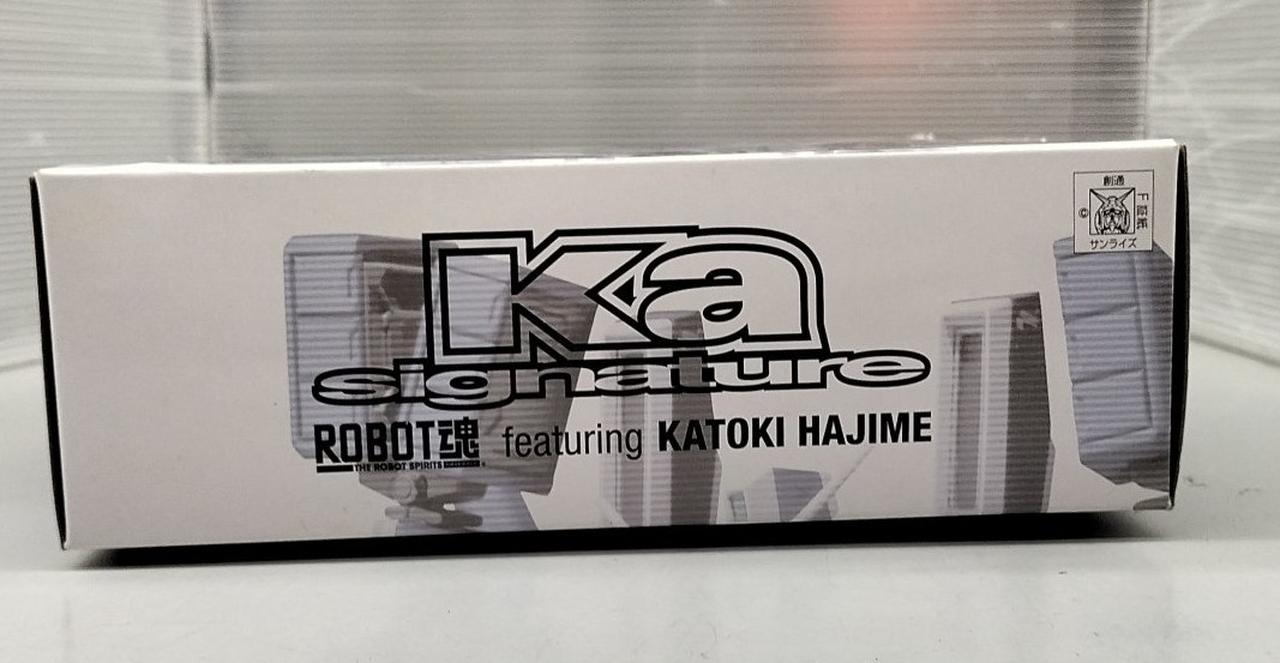 Ka
signature
ROBOT魂 featuring KATOKI HAJIME
THE ROBOT SPIRITS
創通
©
サンライズ